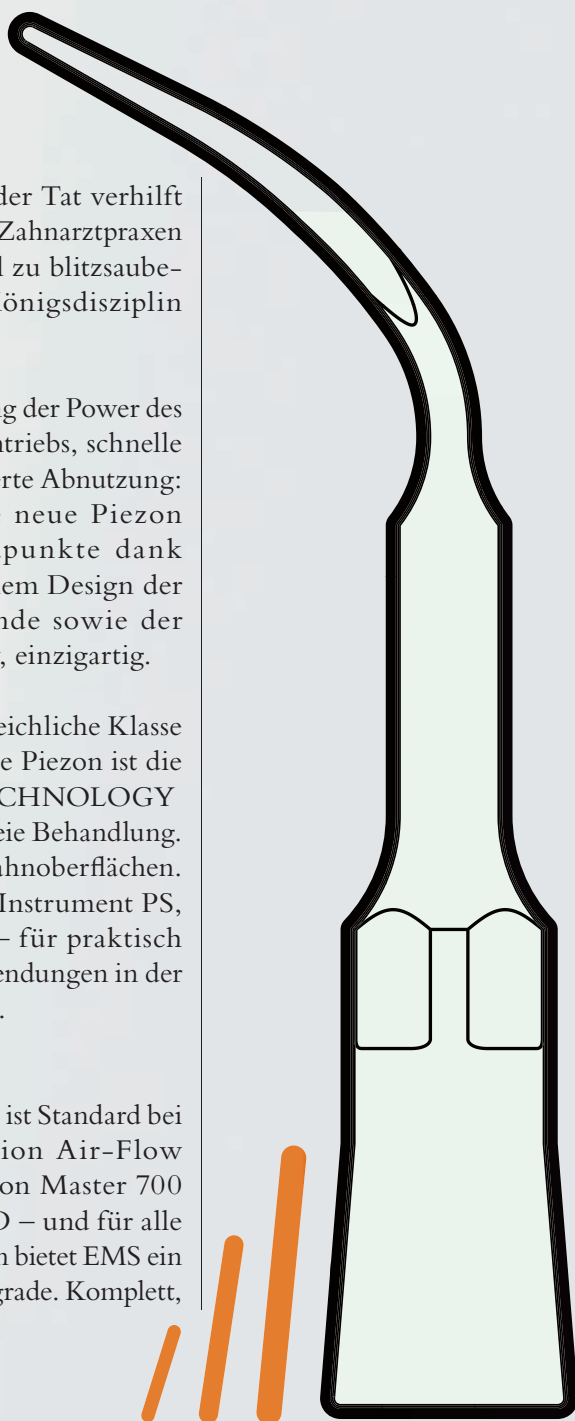 der Tat verhilft
Zahnarztpraxen
l zu blitzsaube-
önigsdisziplin
g der Power des
ntriebs, schnelle
erte Abnutzung:
neue Piezon
punkte dank
em Design der
nde sowie der
, einzigartig.
eichliche Klasse
e Piezon ist die
CHNOLOGY
eie Behandlung.
ahnoberflächen.
Instrument PS,
– für praktisch
endungen in der
.
ist Standard bei
ion Air-Flow
on Master 700
D – und für alle
n bietet EMS ein
grade. Komplett,